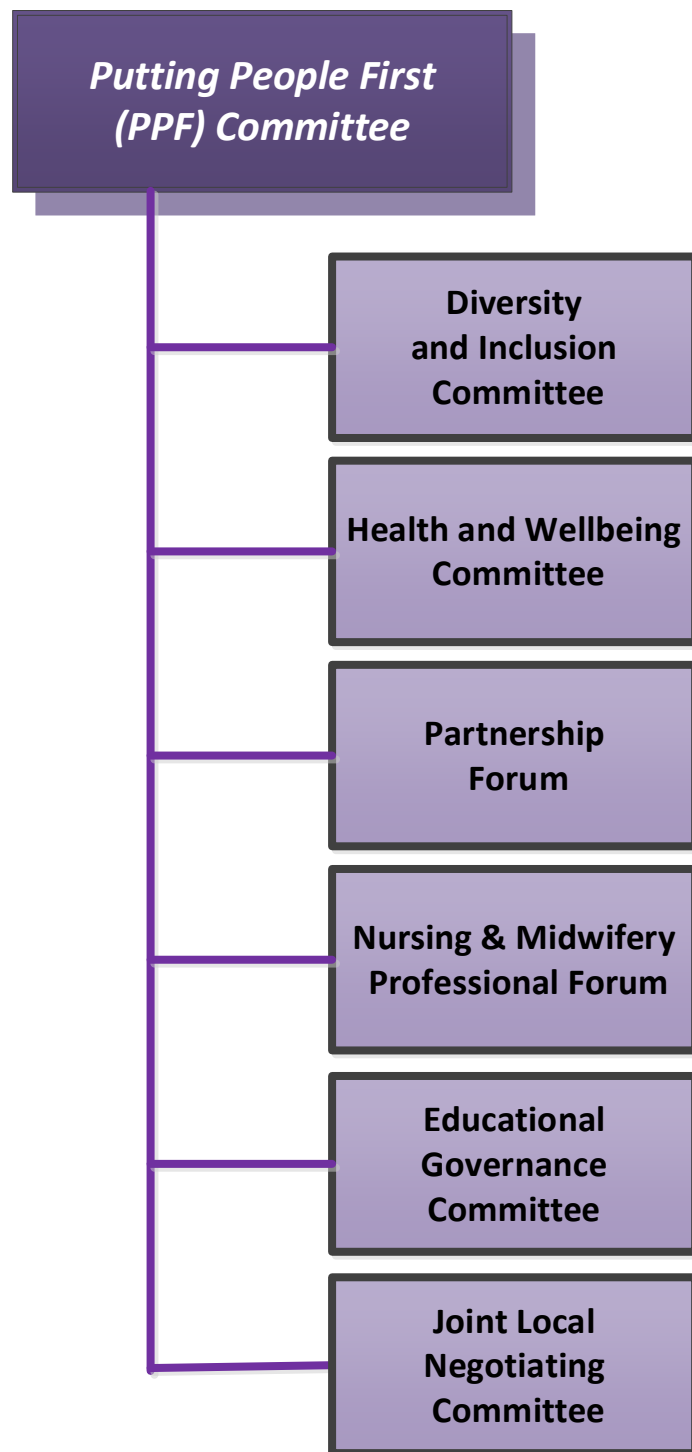 Putting People First
(PPF) Committee
Diversity
and Inclusion
Committee
Health and Wellbeing
Committee
Partnership
Forum
Nursing & Midwifery
Professional Forum
Educational
Governance
Committee
Joint Local
Negotiating
Committee